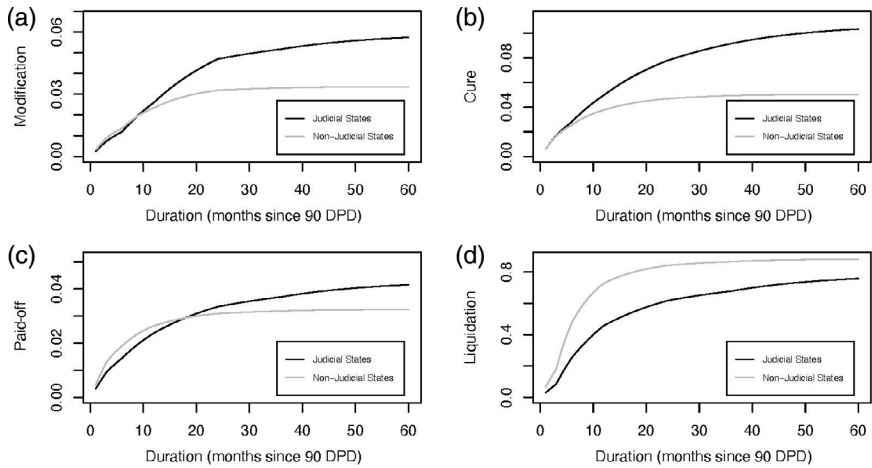 (a)
Modification
0.00 0.03 0.06
Judicial States
Non-Judicial States
0 10 20 30 40 50 60
Duration (months since 90 DPD)
(b)
Cure
0.00 0.04 0.08
Judicial States
Non-Judicial States
0 10 20 30 40 50 60
Duration (months since 90 DPD)
(c)
Paid-off
0.00 0.02 0.04
Judicial States
Non-Judicial States
0 10 20 30 40 50 60
Duration (months since 90 DPD)
(d)
Liquidation
0.0 0.4 0.8
Judicial States
Non-Judicial States
0 10 20 30 40 50 60
Duration (months since 90 DPD)